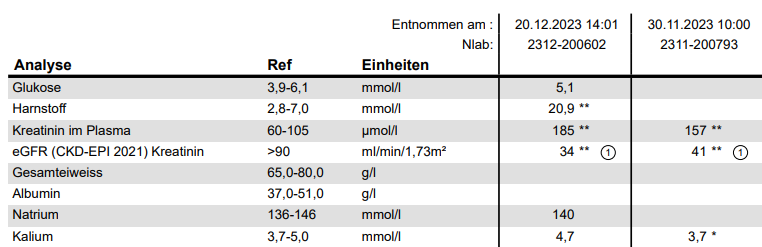 Entnommen am : 20.12.2023 14:01 30.11.2023 10:00
Nlab: 2312-200602 2311-200793
Analyse Ref Einheiten
Glukose 3,9-6,1 mmol/l 5,1
Harnstoff 2,8-7,0 mmol/l 20,9 **
Kreatinin im Plasma 60-105 µmol/l 185 ** 157 **
eGFR (CKD-EPI 2021) Kreatinin >90 ml/min/1,73m² 34 ** ① 41 ** ①
Gesamteiweiss 65,0-80,0 g/l
Albumin 37,0-51,0 g/l
Natrium 136-146 mmol/l 140
Kalium 3,7-5,0 mmol/l 4,7 3,7 *